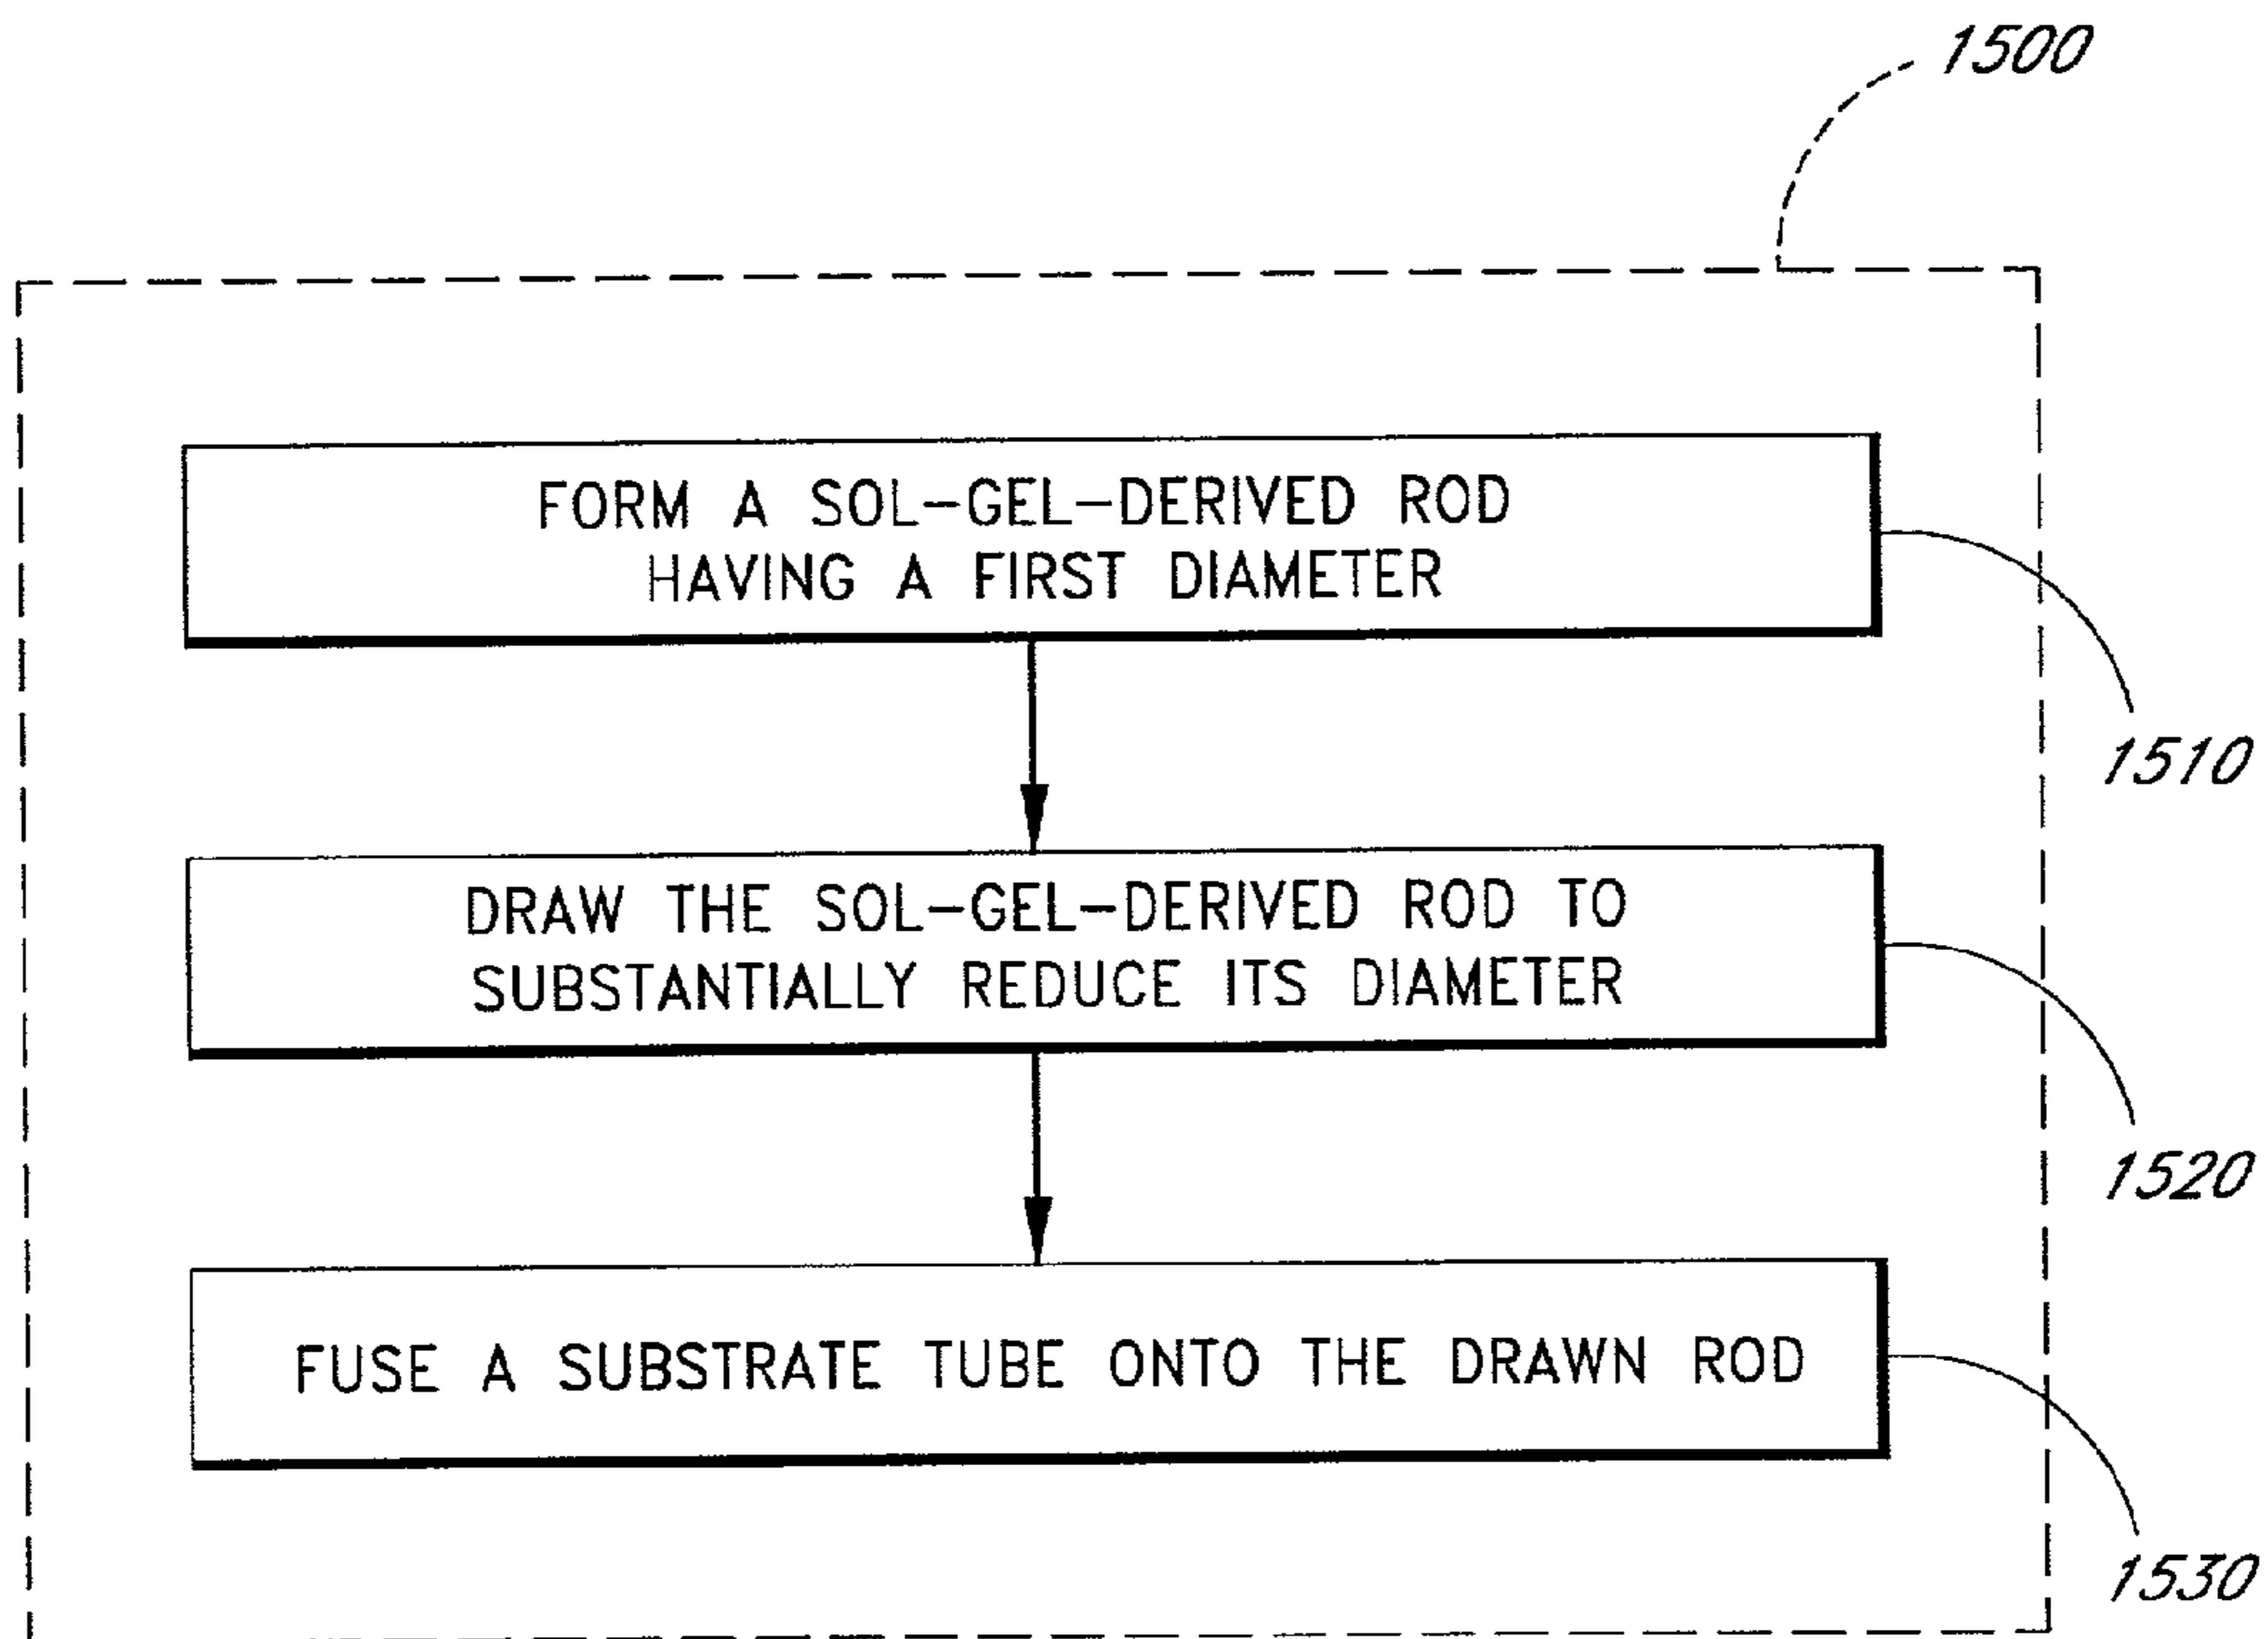 1500
FORM A SOL-GEL-DERIVED ROD
HAVING A FIRST DIAMETER
1510
DRAW THE SOL-GEL-DERIVED ROD TO
SUBSTANTIALLY REDUCE ITS DIAMETER
1520
FUSE A SUBSTRATE TUBE ONTO THE DRAWN ROD
1530